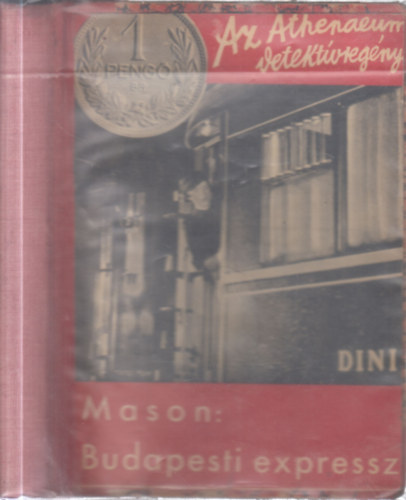 1
PENGŐ
Az Athenaeum
detektívregény
DINI
Mason:
Budapesti expressz